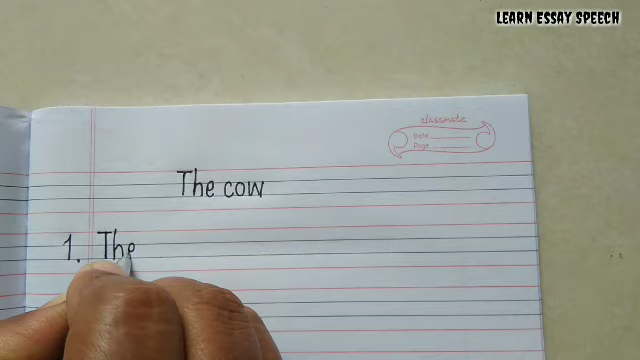 LEARN ESSAY SPEECH
classmate
Date
Page
The cow
1. The